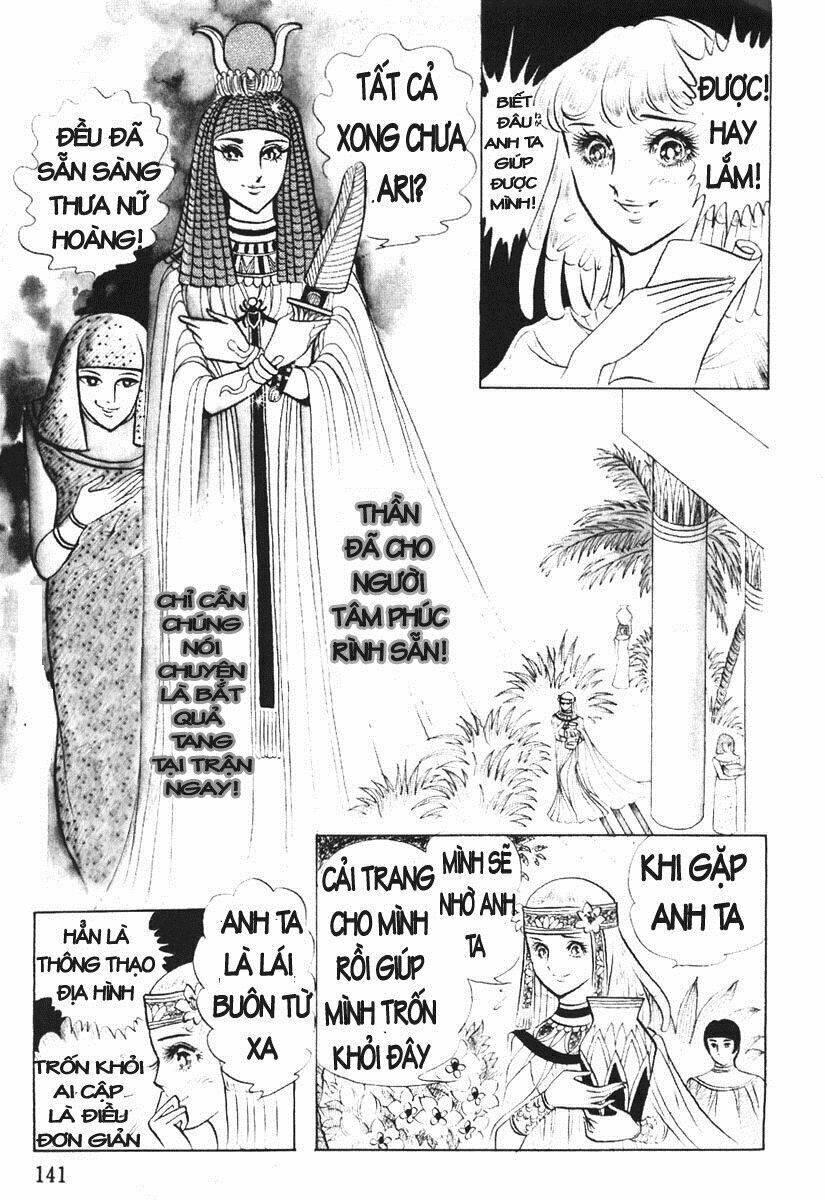 ĐƯỢC!
HAY
LẮM!
BIẾT
ĐÂU
ANH TA
GIÚP
ĐƯỢC
MÌNH!
TẤT CẢ
XONG CHƯA
ARI?
ĐỀU ĐÃ
SẴN SÀNG
THƯA NỮ
HOÀNG!
THẦN
ĐÃ CHO
NGƯỜI
TÂM PHÚC
RÌNH SẴN!
CHỈ CẦN
CHÚNG
NÓI
CHUYỆN
LÀ BẮT
QUẢ
TANG
TẠI TRẬN
NGAY!
KHI GẶP
ANH TA
MÌNH SẼ
NHỜ ANH
TA
CẢI TRANG
CHO MÌNH
RỒI GIÚP
MÌNH TRỐN
KHỎI ĐÂY
ANH TA
LÀ LÁI
BUÔN TỪ
XA
HẲN LÀ
THÔNG THẠO
ĐỊA HÌNH
TRỐN KHỎI
AI CẬP
LÀ ĐIỀU
ĐƠN GIẢN
141